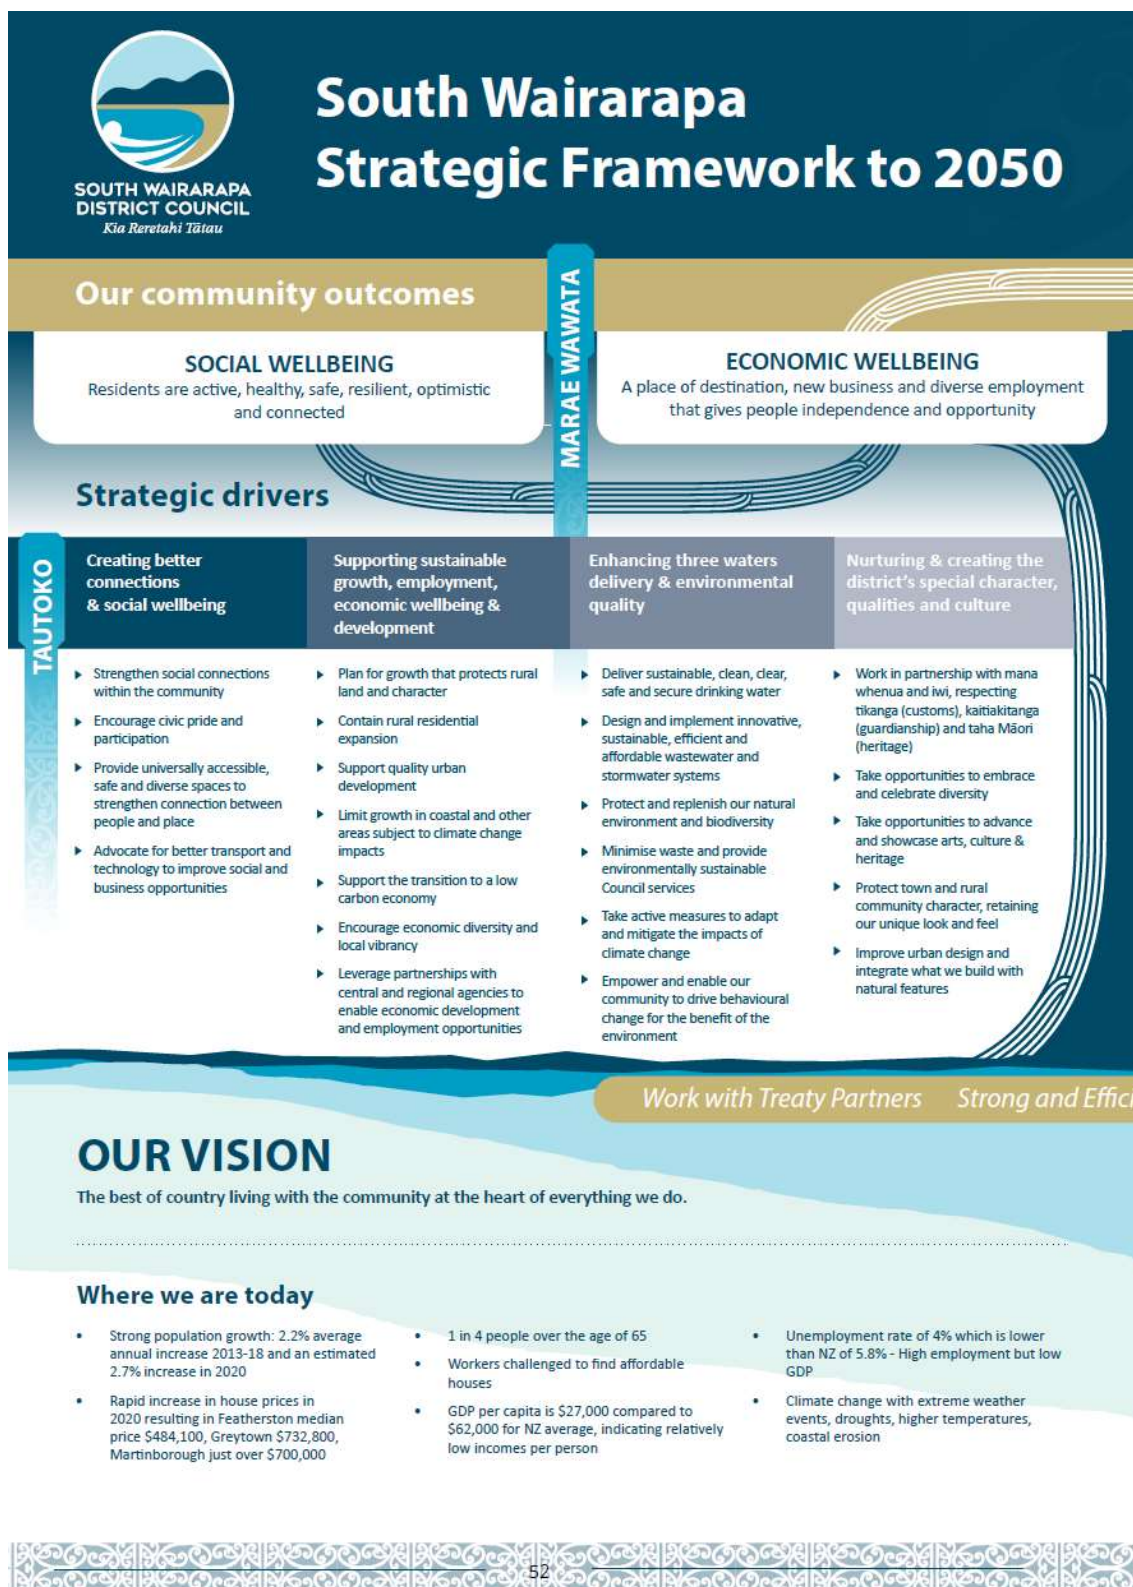 South Wairarapa
Strategic Framework to 2050
SOUTH WAIRARAPA
DISTRICT COUNCIL
Kia Reretahi Tātau
Our community outcomes
MARAE WAWATA
SOCIAL WELLBEING
Residents are active, healthy, safe, resilient, optimistic
and connected
ECONOMIC WELLBEING
A place of destination, new business and diverse employment
that gives people independence and opportunity
Strategic drivers
TAUTOKO
Creating better
connections
& social wellbeing
▶ Strengthen social connections
within the community
▶ Encourage civic pride and
participation
▶ Provide universally accessible,
safe and diverse spaces to
strengthen connection between
people and place
▶ Advocate for better transport and
technology to improve social and
business opportunities
Supporting sustainable
growth, employment,
economic wellbeing &
development
▶ Plan for growth that protects rural
land and character
▶ Contain rural residential
expansion
▶ Support quality urban
development
▶ Limit growth in coastal and other
areas subject to climate change
impacts
▶ Support the transition to a low
carbon economy
▶ Encourage economic diversity and
local vibrancy
▶ Leverage partnerships with
central and regional agencies to
enable economic development
and employment opportunities
Enhancing three waters
delivery & environmental
quality
▶ Deliver sustainable, clean, clear,
safe and secure drinking water
▶ Design and implement innovative,
sustainable, efficient and
affordable wastewater and
stormwater systems
▶ Protect and replenish our natural
environment and biodiversity
▶ Minimise waste and provide
environmentally sustainable
Council services
▶ Take active measures to adapt
and mitigate the impacts of
climate change
▶ Empower and enable our
community to drive behavioural
change for the benefit of the
environment
Nurturing & creating the
district's special character,
qualities and culture
▶ Work in partnership with mana
whenua and iwi, respecting
tikanga (customs), kaitiakitanga
(guardianship) and taha Māori
(heritage)
▶ Take opportunities to embrace
and celebrate diversity
▶ Take opportunities to advance
and showcase arts, culture &
heritage
▶ Protect town and rural
community character, retaining
our unique look and feel
▶ Improve urban design and
integrate what we build with
natural features
Work with Treaty Partners Strong and Effici
OUR VISION
The best of country living with the community at the heart of everything we do.
Where we are today
• Strong population growth: 2.2% average
annual increase 2013-18 and an estimated
2.7% increase in 2020
• Rapid increase in house prices in
2020 resulting in Featherston median
price $484,100, Greytown $732,800,
Martinborough just over $700,000
• 1 in 4 people over the age of 65
• Workers challenged to find affordable
houses
• GDP per capita is $27,000 compared to
$62,000 for NZ average, indicating relatively
low incomes per person
• Unemployment rate of 4% which is lower
than NZ of 5.8% - High employment but low
GDP
• Climate change with extreme weather
events, droughts, higher temperatures,
coastal erosion
52